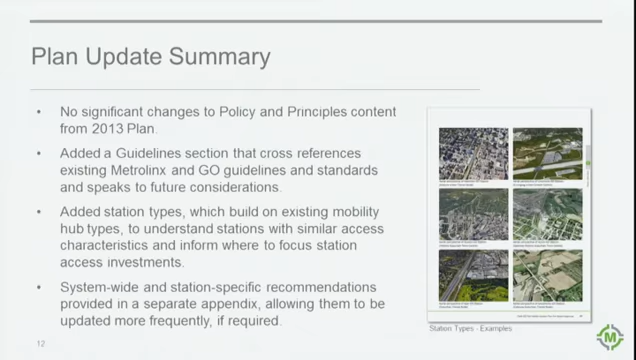 Plan Update Summary
• No significant changes to Policy and Principles content
from 2013 Plan.
• Added a Guidelines section that cross references
existing Metrolinx and GO guidelines and standards
and speaks to future considerations.
• Added station types, which build on existing mobility
hub types, to understand stations with similar access
characteristics and inform where to focus station
access investments.
• System-wide and station-specific recommendations
provided in a separate appendix, allowing them to be
updated more frequently, if required.
Station Types - Examples
12
M